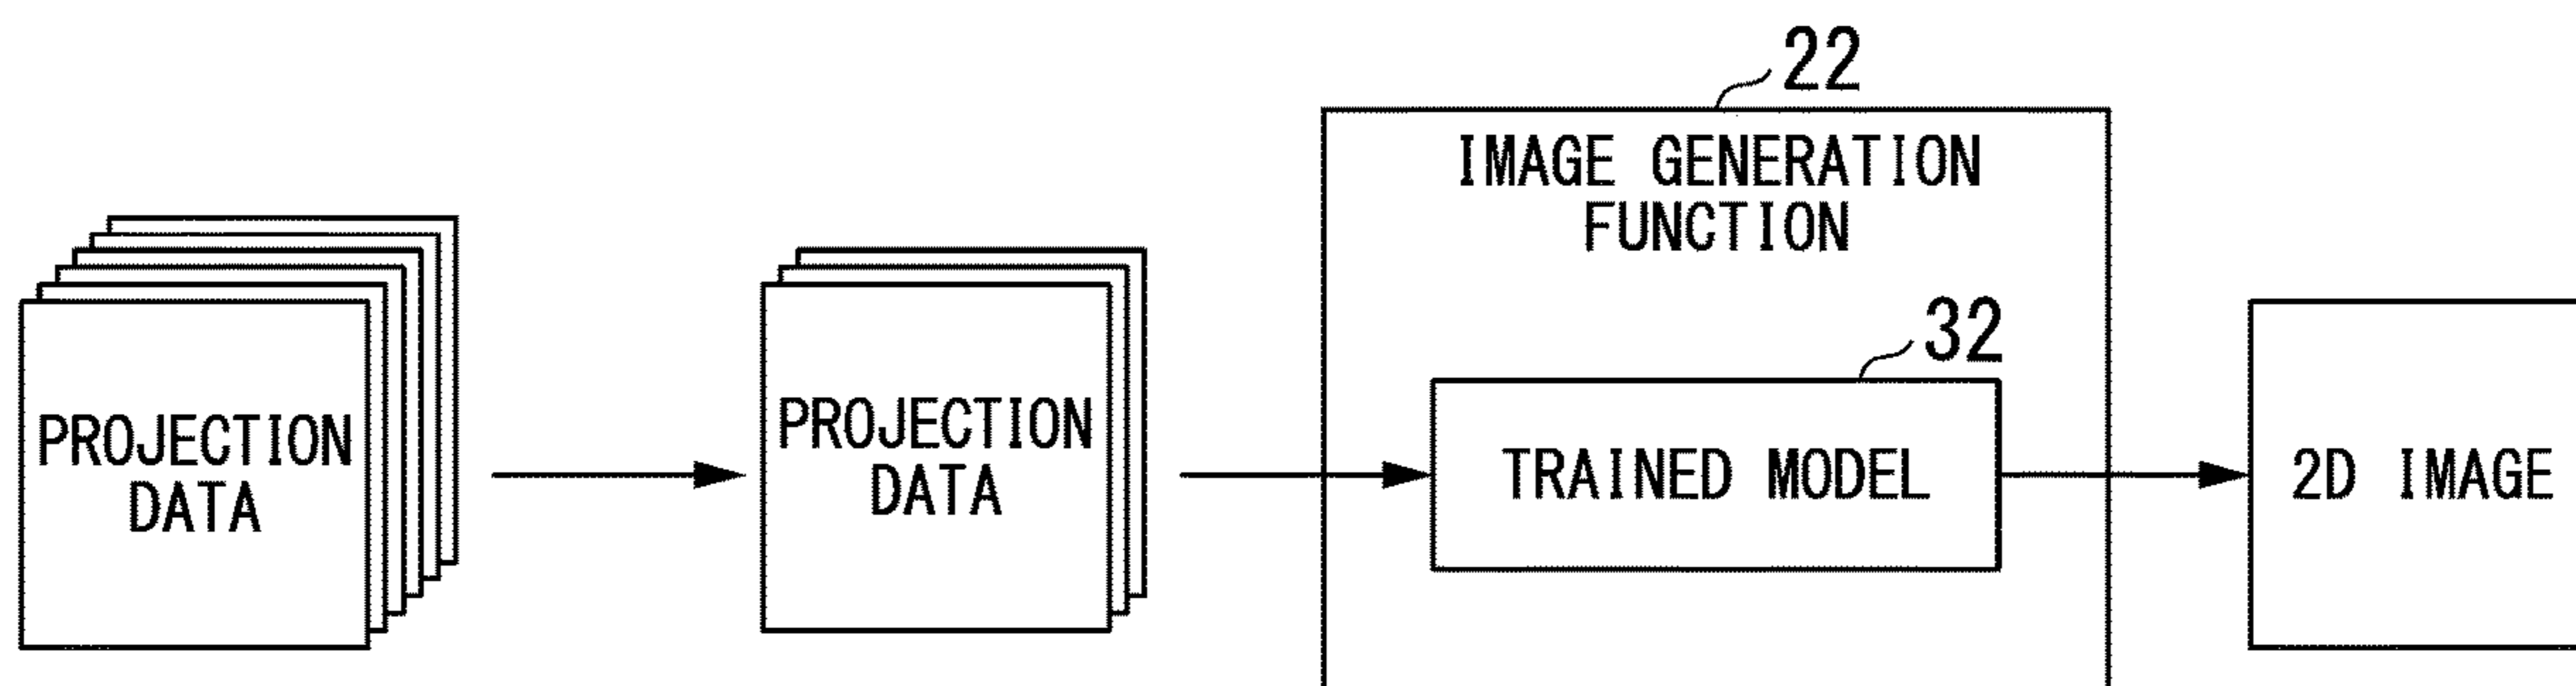 22
IMAGE GENERATION
FUNCTION
32
PROJECTION
DATA
PROJECTION
DATA
TRAINED MODEL
2D IMAGE